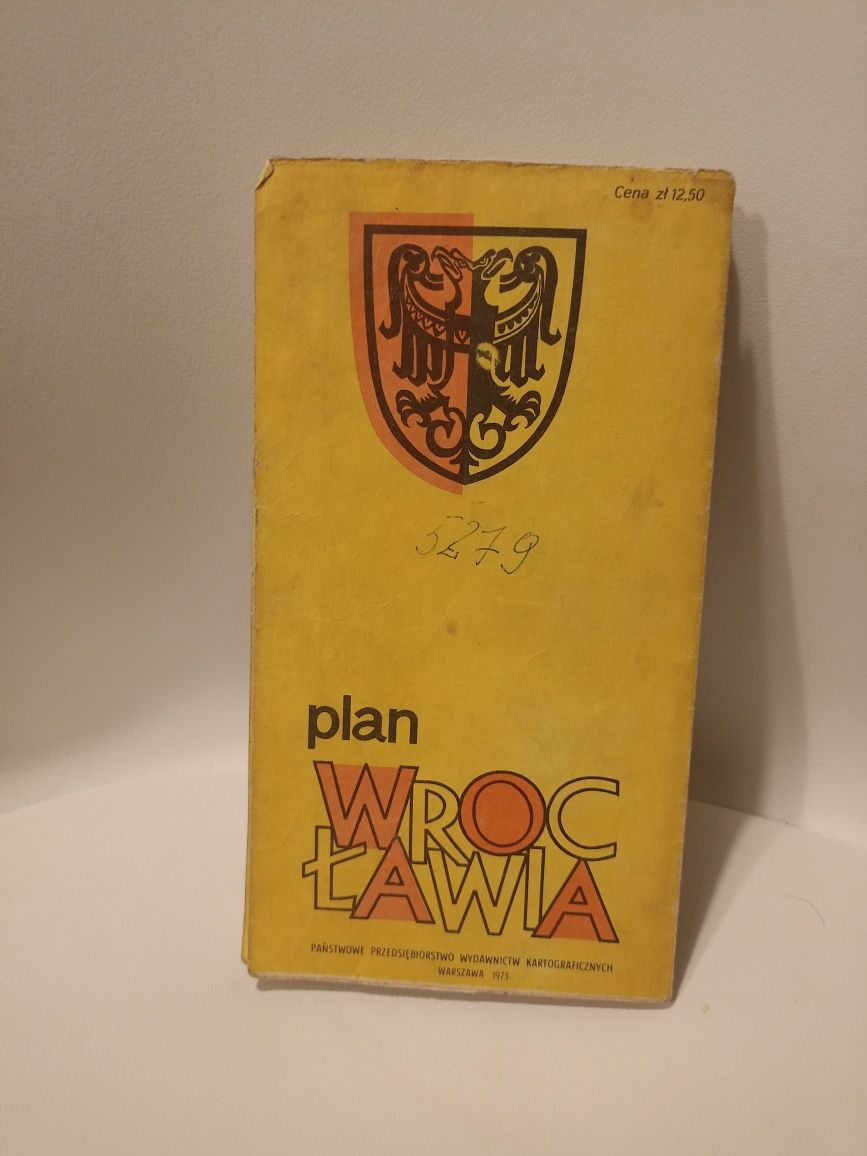 Cena zł 12,50
5279
plan
WROC
ŁAWIA
PAŃSTWOWE PRZEDSIĘBIORSTWO WYDAWNICTW KARTOGRAFICZNYCH
WARSZAWA 1973